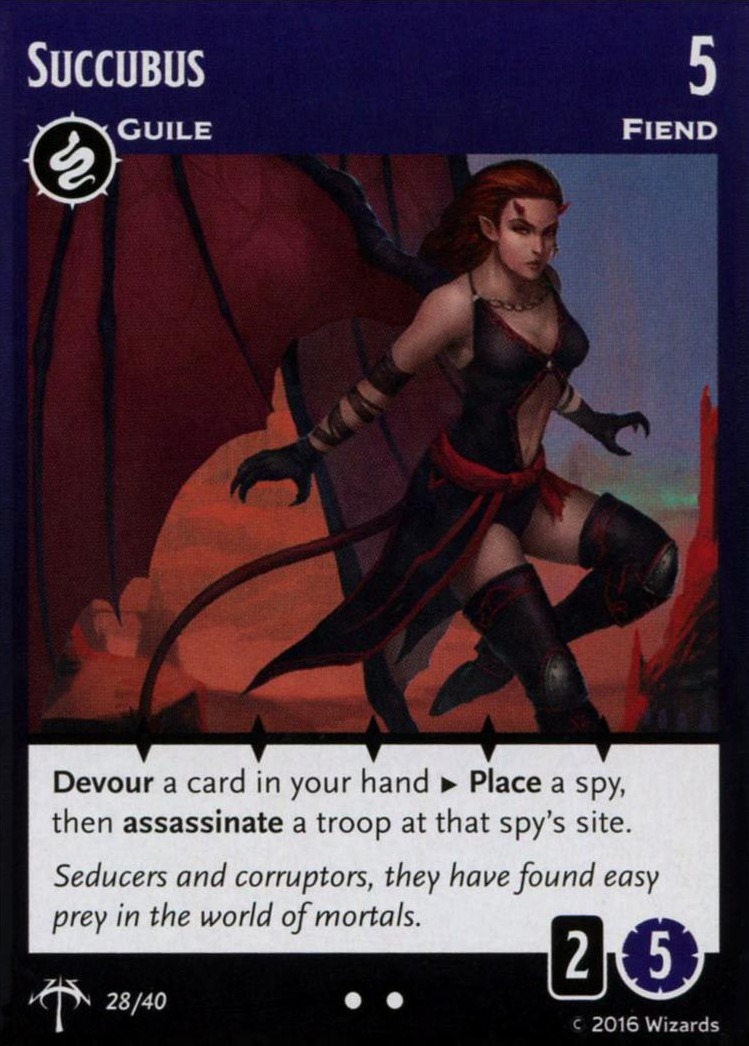 SUCCUBUS 5
GUILE FIEND
Devour a card in your hand ▶ Place a spy,
then assassinate a troop at that spy's site.
Seducers and corruptors, they have found easy
prey in the world of mortals.
2 5
28/40
© 2016 Wizards